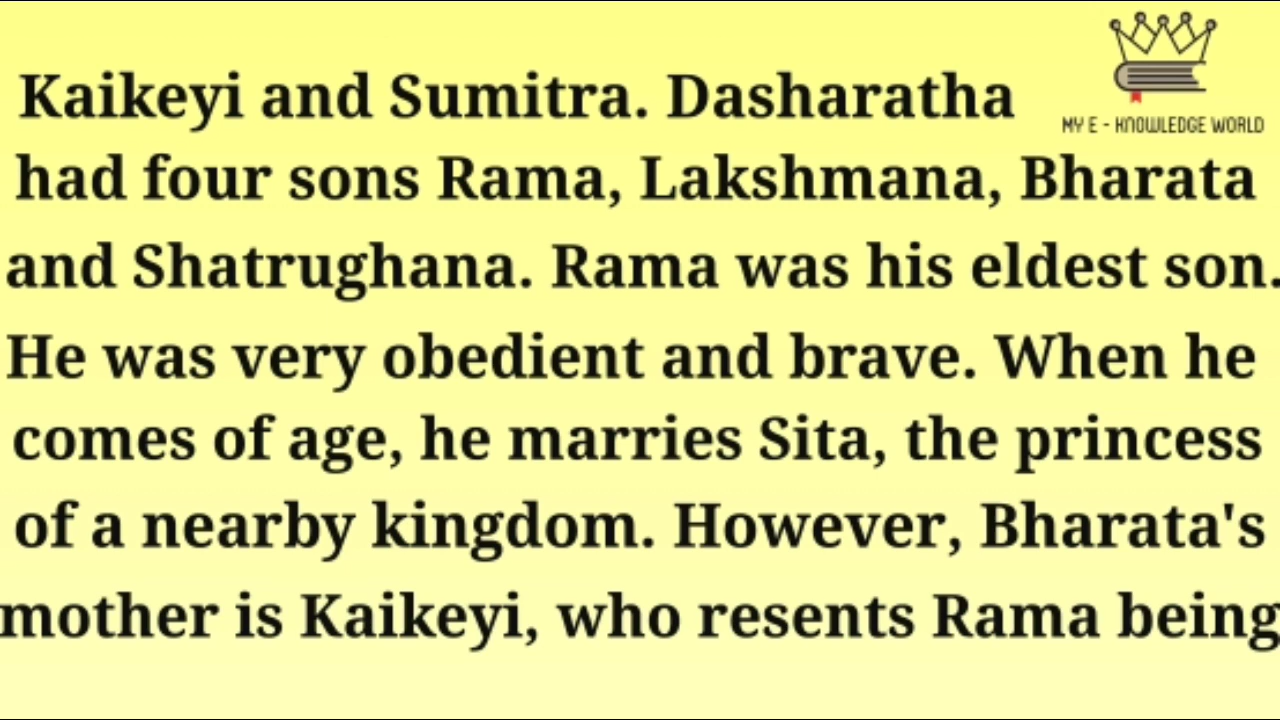 Kaikeyi and Sumitra. Dasharatha
MY E - KNOWLEDGE WORLD
had four sons Rama, Lakshmana, Bharata
and Shatrughana. Rama was his eldest son.
He was very obedient and brave. When he
comes of age, he marries Sita, the princess
of a nearby kingdom. However, Bharata's
mother is Kaikeyi, who resents Rama being